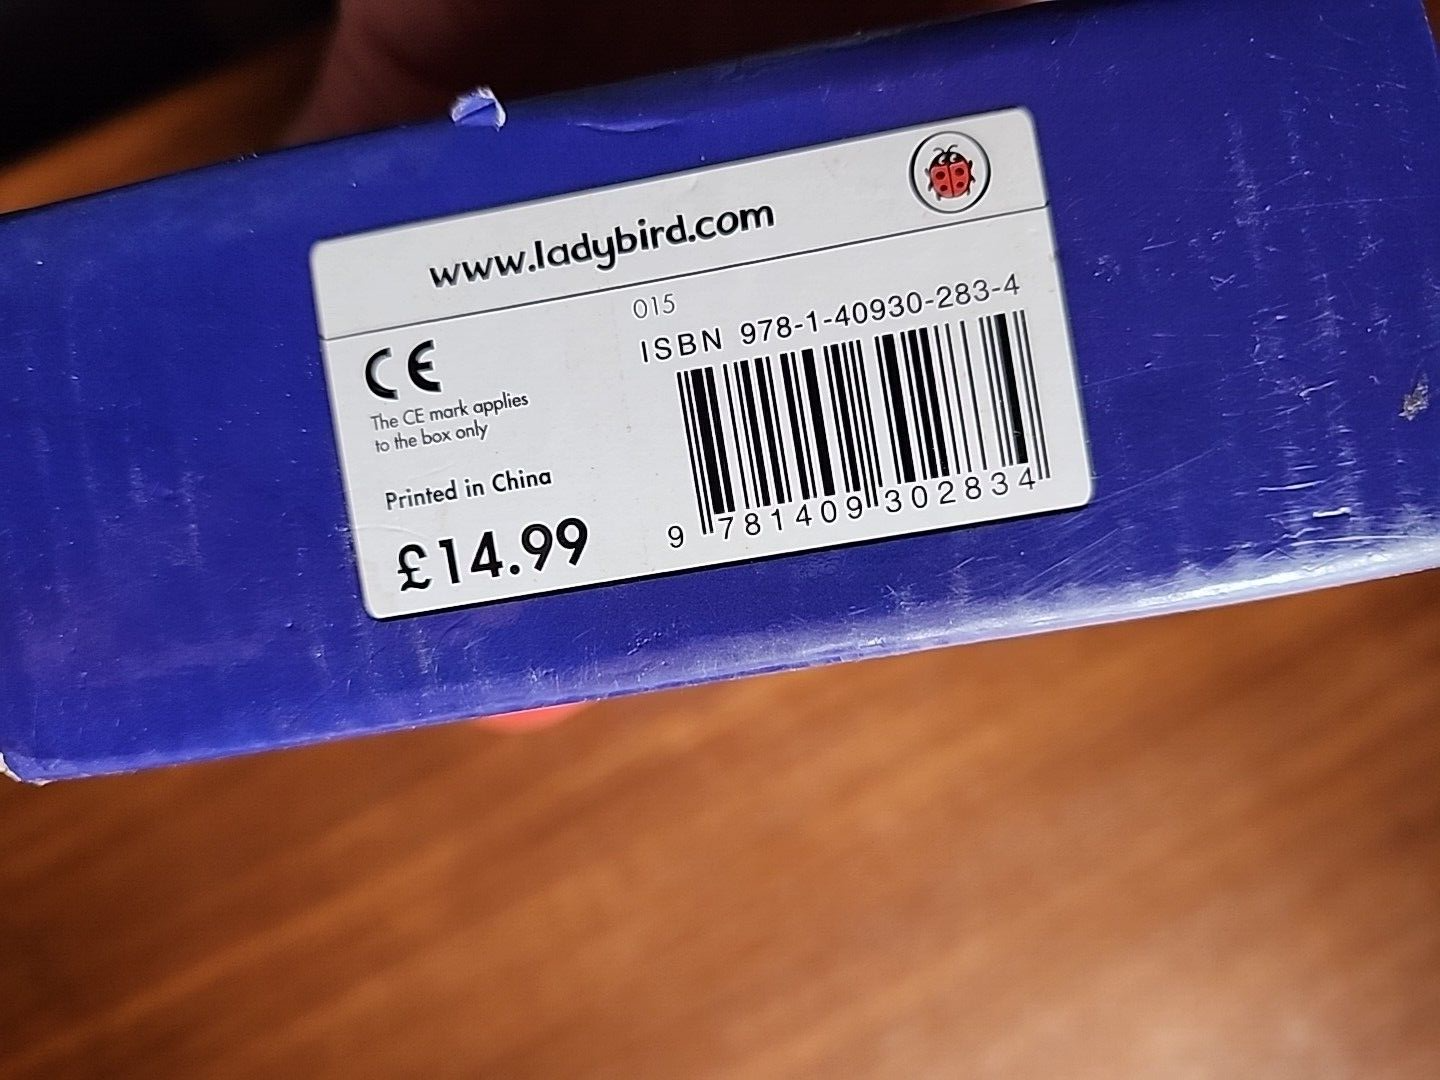 www.ladybird.com
CE
The CE mark applies
to the box only
Printed in China
£14.99
015
ISBN 978-1-40930-283-4
9 781409 302834